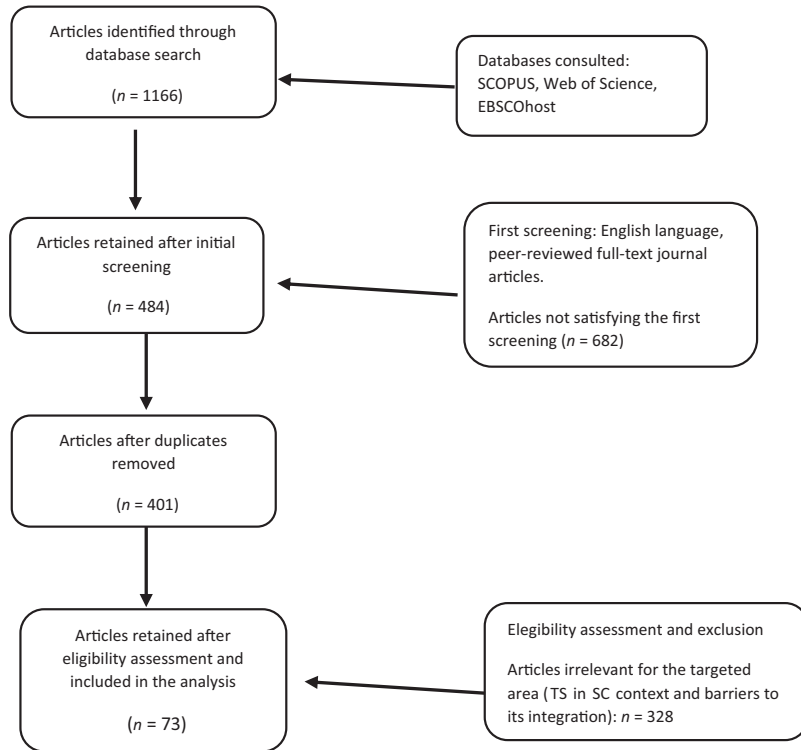 Articles identified through
database search
(n = 1166)
Databases consulted:
SCOPUS, Web of Science,
EBSCOhost
Articles retained after initial
screening
(n = 484)
First screening: English language,
peer-reviewed full-text journal
articles.
Articles not satisfying the first
screening (n = 682)
Articles after duplicates
removed
(n = 401)
Articles retained after
eligibility assessment and
included in the analysis
(n = 73)
Elegibility assessment and exclusion
Articles irrelevant for the targeted
area (TS in SC context and barriers to
its integration): n = 328